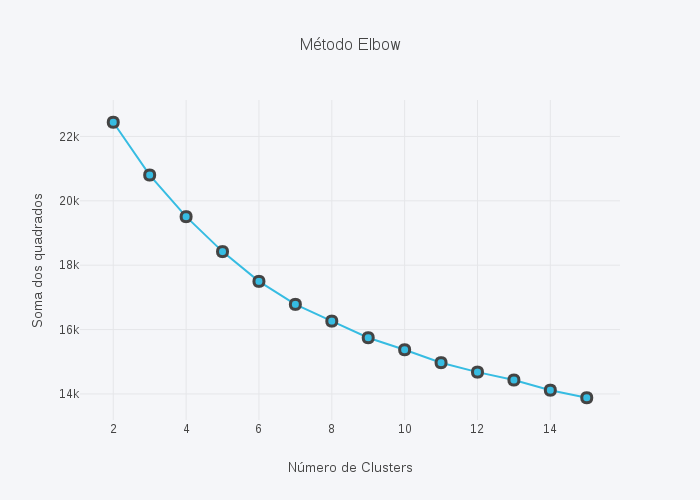 Método Elbow
Soma dos quadrados
22k
20k
18k
16k
14k
2 4 6 8 10 12 14
Número de Clusters